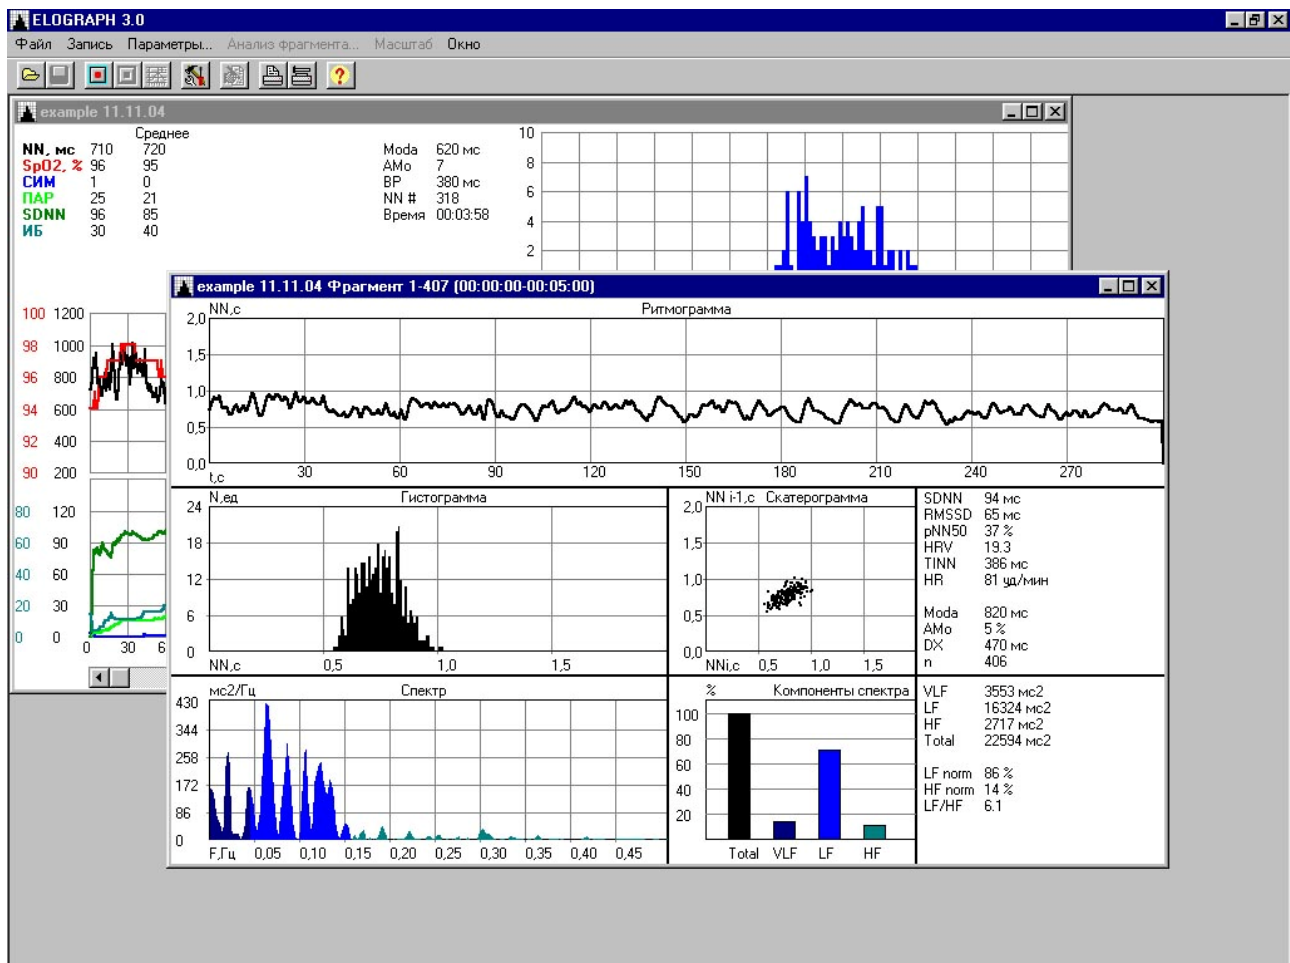 ELOGRAPH 3.0
Файл Запись Параметры... Анализ фрагмента... Масштаб Окно
example 11.11.04
Среднее
NN, мс 710 720
SpO2, % 96 95
СИМ 1 0
ПАР 25 21
SDNN 96 85
ИБ 30 40
Moda 620 мс
АМо 7
ВР 380 мс
NN # 318
Время 00:03:58
10
8
6
4
2
100 1200
98 1000
96 800
94 600
92 400
90 200
80 120
60 90
40 60
20 30
0 0
0 30 6
example 11.11.04 Фрагмент 1-407 (00:00:00-00:05:00)
NN,с Ритмограмма
2,0
1,5
1,0
0,5
0,0
t,с 30 60 90 120 150 180 210 240 270
N,ед Гистограмма
24
18
12
6
0
NN,с 0,5 1,0 1,5
NN i-1,с Скатерограмма
2,0
1,5
1,0
0,5
0,0
NNi,с 0,5 1,0 1,5
SDNN 94 мс
RMSSD 65 мс
pNN50 37 %
HRV 19.3
TINN 386 мс
HR 81 уд/мин
Moda 820 мс
АМо 5 %
DX 470 мс
n 406
мс2/Гц Спектр
430
344
258
172
86
0
F,Гц 0,05 0,10 0,15 0,20 0,25 0,30 0,35 0,40 0,45
% Компоненты спектра
100
80
60
40
20
Total VLF LF HF
VLF 3553 мс2
LF 16324 мс2
HF 2717 мс2
Total 22594 мс2
LF norm 86 %
HF norm 14 %
LF/HF 6.1